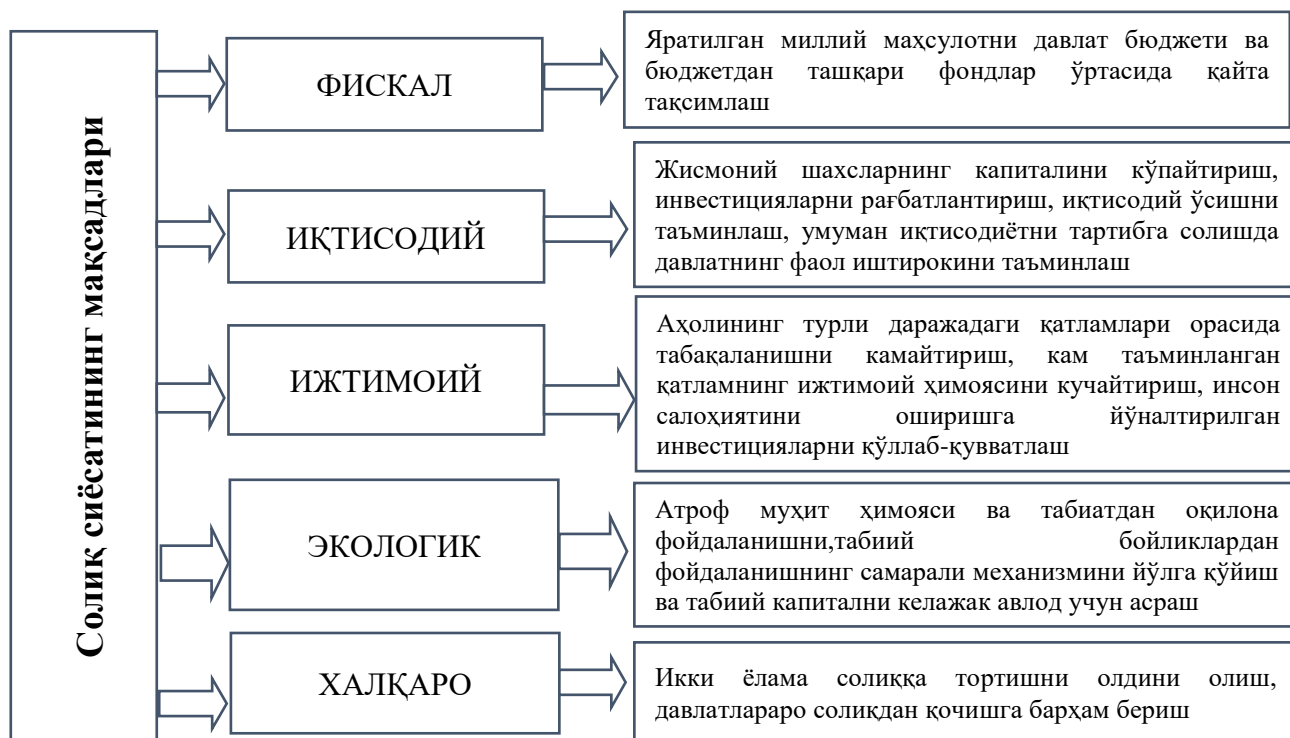 Солиқ сиёсатининг мақсадлари
ФИСКАЛ
Яратилган миллий маҳсулотни давлат бюджети ва
бюджетдан ташқари фондлар ўртасида қайта
тақсимлаш
ИҚТИСОДИЙ
Жисмоний шахсларнинг капиталини кўпайтириш,
инвестицияларни рағбатлантириш, иқтисодий ўсишни
таъминлаш, умуман иқтисодиётни тартибга солишда
давлатнинг фаол иштирокини таъминлаш
ИЖТИМОИЙ
Аҳолининг турли даражадаги қатламлари орасида
табақаланишни камайтириш, кам таъминланган
қатламнинг ижтимоий ҳимоясини кучайтириш, инсон
салоҳиятини оширишга йўналтирилган
инвестицияларни қўллаб-қувватлаш
ЭКОЛОГИК
Атроф муҳит ҳимояси ва табиатдан оқилона
фойдаланишни,табиий бойликлардан
фойдаланишнинг самарали механизмини йўлга қўйиш
ва табиий капитални келажак авлод учун асраш
ХАЛҚАРО
Икки ёлама солиққа тортишни олдини олиш,
давлатлараро солиқдан қочишга барҳам бериш